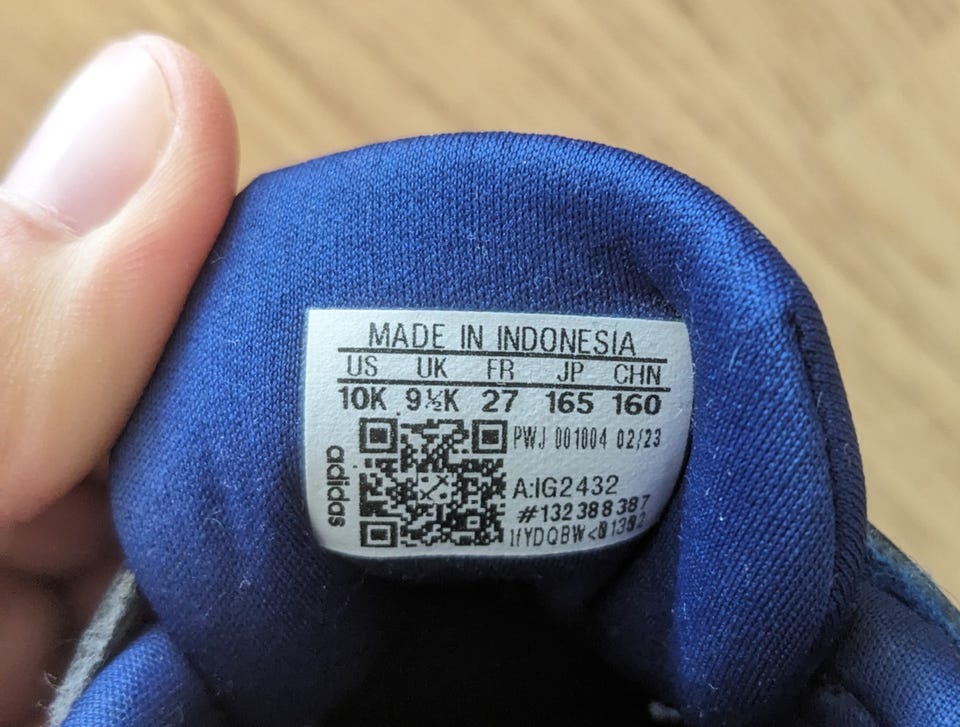 MADE IN INDONESIA
US UK FR JP CHN
10K 9½K 27 165 160
PWJ 001004 02/23
A:IG2432
#132388387
adidas